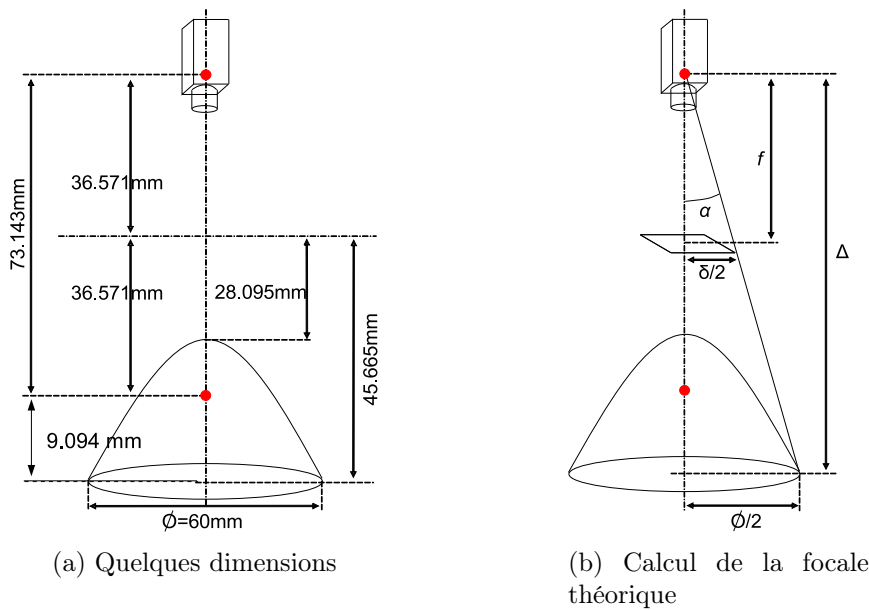 73.143mm
36.571mm
36.571mm
28.095mm
45.665mm
9.094 mm
Ø=60mm
(a) Quelques dimensions
f
α
δ/2
Δ
Ø/2
(b) Calcul de la focale
théorique